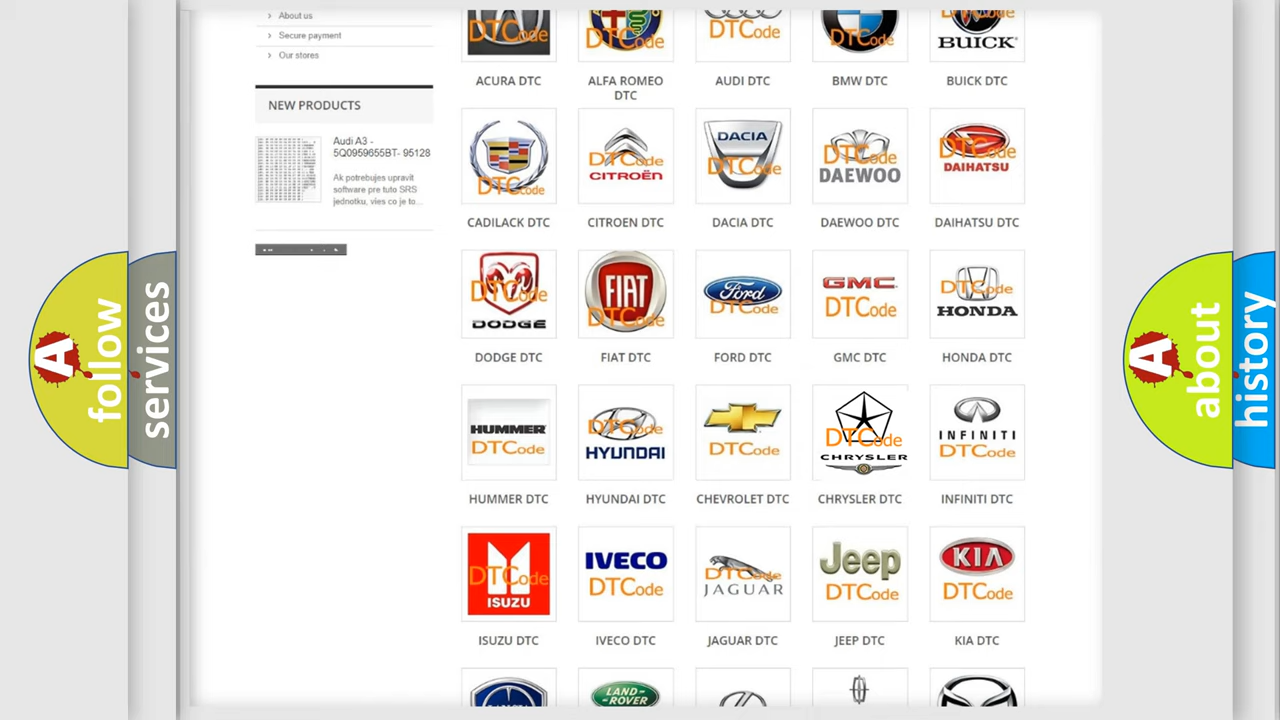 About us
Secure payment
Our stores
NEW PRODUCTS
Audi A3 -
5Q0959655BT- 95128
Ak potrebujes upravit
software pre tuto SRS
jednotku, vies co je to...
follow
services
about
history
DTCode
DTCode
DTCode
DTCode
BUICK
ACURA DTC
ALFA ROMEO
DTC
AUDI DTC
BMW DTC
BUICK DTC
DTCode
DTCode
CITROËN
DACIA
DTCode
DTCode
DAEWOO
DTCode
DAIHATSU
CADILACK DTC
CITROEN DTC
DACIA DTC
DAEWOO DTC
DAIHATSU DTC
DTCode
DODGE
FIAT
DTCode
Ford
DTCode
GMC
DTCode
DTCode
HONDA
DODGE DTC
FIAT DTC
FORD DTC
GMC DTC
HONDA DTC
HUMMER
DTCode
DTCode
HYUNDAI
DTCode
DTCode
CHRYSLER
INFINITI
DTCode
HUMMER DTC
HYUNDAI DTC
CHEVROLET DTC
CHRYSLER DTC
INFINITI DTC
DTCode
ISUZU
IVECO
DTCode
DTCode
JAGUAR
Jeep
DTCode
KIA
DTCode
ISUZU DTC
IVECO DTC
JAGUAR DTC
JEEP DTC
KIA DTC
LAND-
ROVER